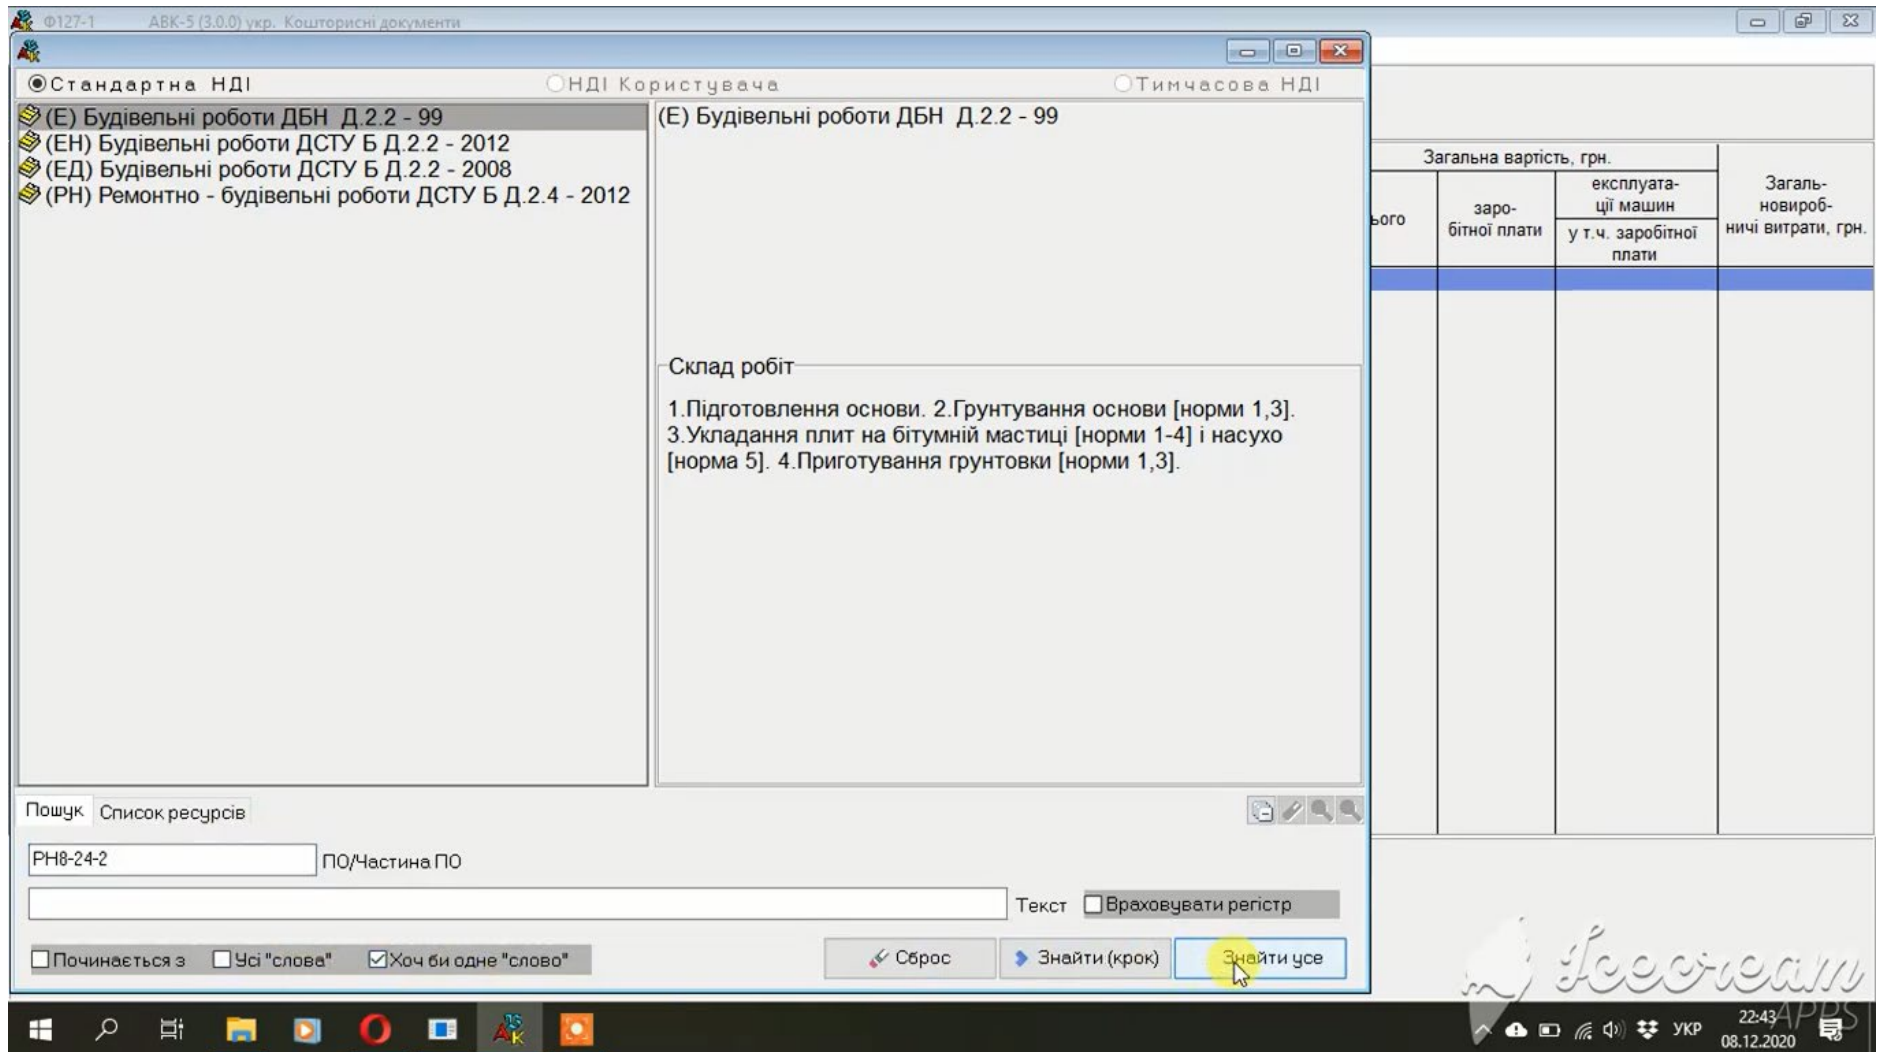 Ф127-1 АВК-5 (3.0.0) укр. Кошторисні документи
Стандартна НДІ
НДІ Користувача
Тимчасова НДІ
(Е) Будівельні роботи ДБН Д.2.2 - 99
(ЕН) Будівельні роботи ДСТУ Б Д.2.2 - 2012
(ЕД) Будівельні роботи ДСТУ Б Д.2.2 - 2008
(РН) Ремонтно - будівельні роботи ДСТУ Б Д.2.4 - 2012
(Е) Будівельні роботи ДБН Д.2.2 - 99
Склад робіт
1.Підготовлення основи. 2.Грунтування основи [норми 1,3].
3.Укладання плит на бітумній мастиці [норми 1-4] і насухо
[норма 5]. 4.Приготування грунтовки [норми 1,3].
Загальна вартість, грн.
ього
заро-
бітної плати
експлуата-
ції машин
у т.ч. заробітної
плати
Загаль-
новироб-
ничі витрати, грн.
Пошук Список ресурсів
РН8-24-2
ПО/Частина ПО
Текст
Враховувати регістр
Починається з
Усі "слова"
Хоч би одне "слово"
Сброс
Знайти (крок)
Знайти усе
Icecream
APPS
УКР
22:43
08.12.2020